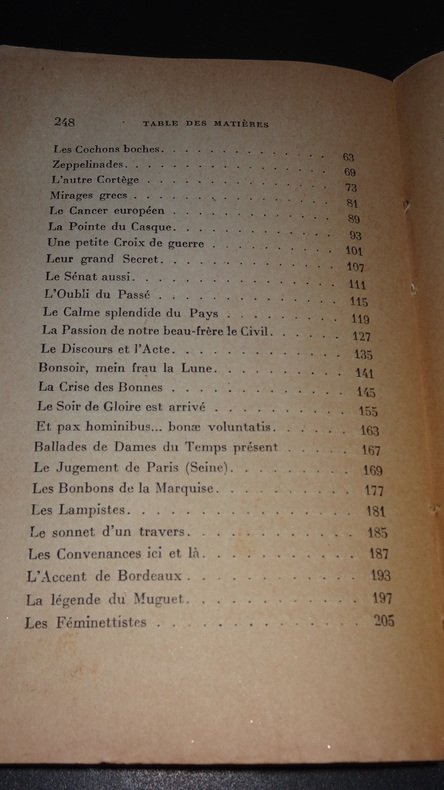 248 TABLE DES MATIÈRES
Les Cochons boches. . . . . . . . . . . . 63
Zeppelinades. . . . . . . . . . . . . . 69
L'autre Cortège . . . . . . . . . . . . . 73
Mirages grecs . . . . . . . . . . . . . . 81
Le Cancer européen . . . . . . . . . . . 89
La Pointe du Casque. . . . . . . . . . . 93
Une petite Croix de guerre . . . . . . . . 101
Leur grand Secret. . . . . . . . . . . . 107
Le Sénat aussi. . . . . . . . . . . . . . 111
L'Oubli du Passé . . . . . . . . . . . . 115
Le Calme splendide du Pays . . . . . . . 119
La Passion de notre beau-frère le Civil. . . . . 127
Le Discours et l'Acte. . . . . . . . . . . 135
Bonsoir, mein frau la Lune. . . . . . . . . 141
La Crise des Bonnes . . . . . . . . . . . 145
Le Soir de Gloire est arrivé . . . . . . . . 155
Et pax hominibus... bonæ voluntatis. . . . . . 163
Ballades de Dames du Temps présent . . . . . 167
Le Jugement de Paris (Seine). . . . . . . . 169
Les Bonbons de la Marquise. . . . . . . . . 177
Les Lampistes. . . . . . . . . . . . . . 181
Le sonnet d'un travers. . . . . . . . . . . 185
Les Convenances ici et là. . . . . . . . . . 187
L'Accent de Bordeaux . . . . . . . . . . . 193
La légende du Muguet. . . . . . . . . . . 197
Les Féminettistes . . . . . . . . . . . . 205